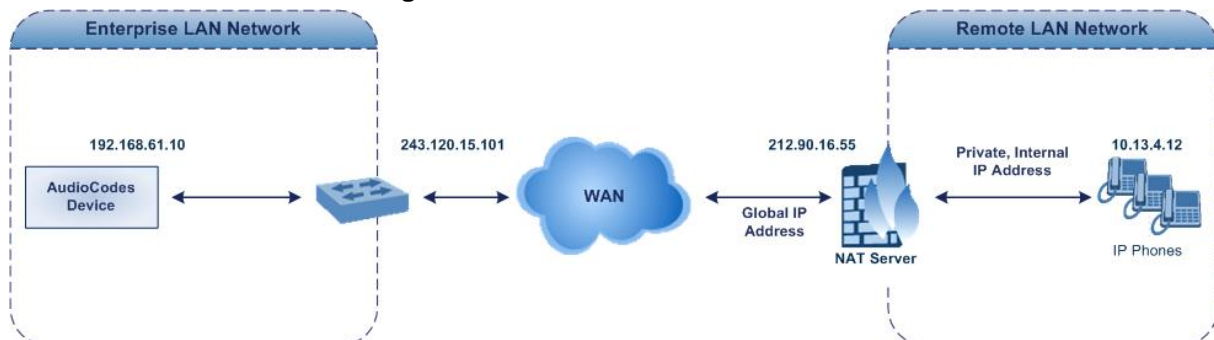 Enterprise LAN Network
Remote LAN Network
192.168.61.10
243.120.15.101
212.90.16.55
Private, Internal
IP Address
10.13.4.12
AudioCodes
Device
WAN
Global IP
Address
NAT Server
IP Phones